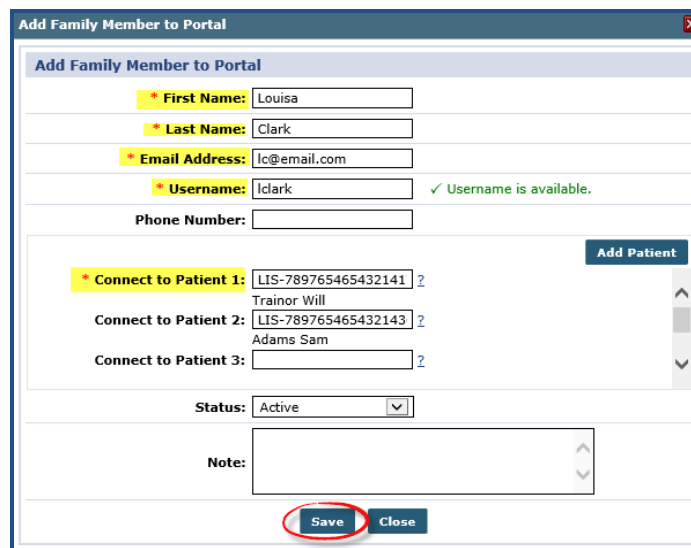 Add Family Member to Portal
Add Family Member to Portal
* First Name: Louisa
* Last Name: Clark
* Email Address: lc@email.com
* Username: lclark ✓ Username is available.
Phone Number:
Add Patient
* Connect to Patient 1: LIS-789765465432141 ?
Trainor Will
Connect to Patient 2: LIS-78976546543214​3 ?
Adams Sam
Connect to Patient 3: ?
Status: Active
Note:
Save Close